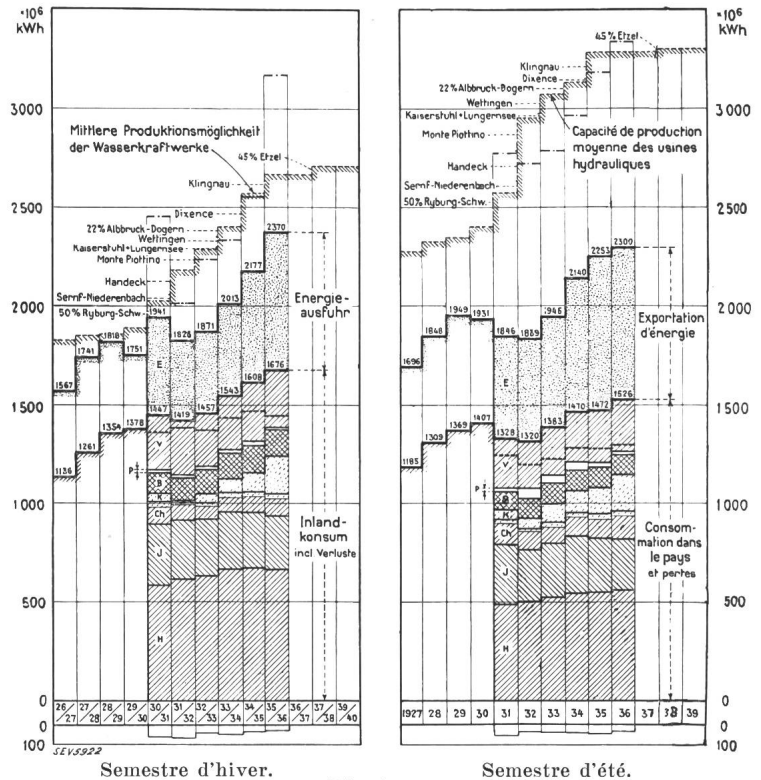 ×10⁶
kWh
3000
2500
2000
1500
1000
500
0
0
100
Mittlere Produktionsmöglichkeit
der Wasserkraftwerke
45% Etzel
Klingnau
Dixence
22% Albbruck-Dogern
Wettingen
Kaiserstuhl+Lungernsee
Monte Piottino
Handeck
Sernf-Niederenbach
50% Ryburg-Schw.
2370
2177
2013
1941
1871
1826
1818
1751
1741
1567
Energie-
ausfuhr
E
1676
1608
1543
1457
1447
1419
1378
1354
1261
1136
V
P
B
K
Ch
J
H
Inland-
konsum
incl. Verluste
26/27 27/28 28/29 29/30 30/31 31/32 32/33 33/34 34/35 35/36 36/37 37/38 39/40
SEV5922
Semestre d'hiver.
×10⁶
kWh
3000
2500
2000
1500
1000
500
0
0
100
45% Etzel
Klingnau
Dixence
22% Albbruck-Dogern
Wettingen
Kaiserstuhl+Lungernsee
Monte Piottino
Handeck
Sernf-Niederenbach
50% Ryburg-Schw.
Capacité de production
moyenne des usines
hydrauliques
2300
2253
2140
1945
1949
1931
1846
1848
1839
1696
Exportation
d'énergie
E
1526
1472
1470
1383
1328
1320
1407
1369
1309
1185
V
P
B
K
Ch
J
H
Consom-
mation dans
le pays
et pertes
1927 28 29 30 31 32 33 34 35 36 37 38 39
Semestre d'été.